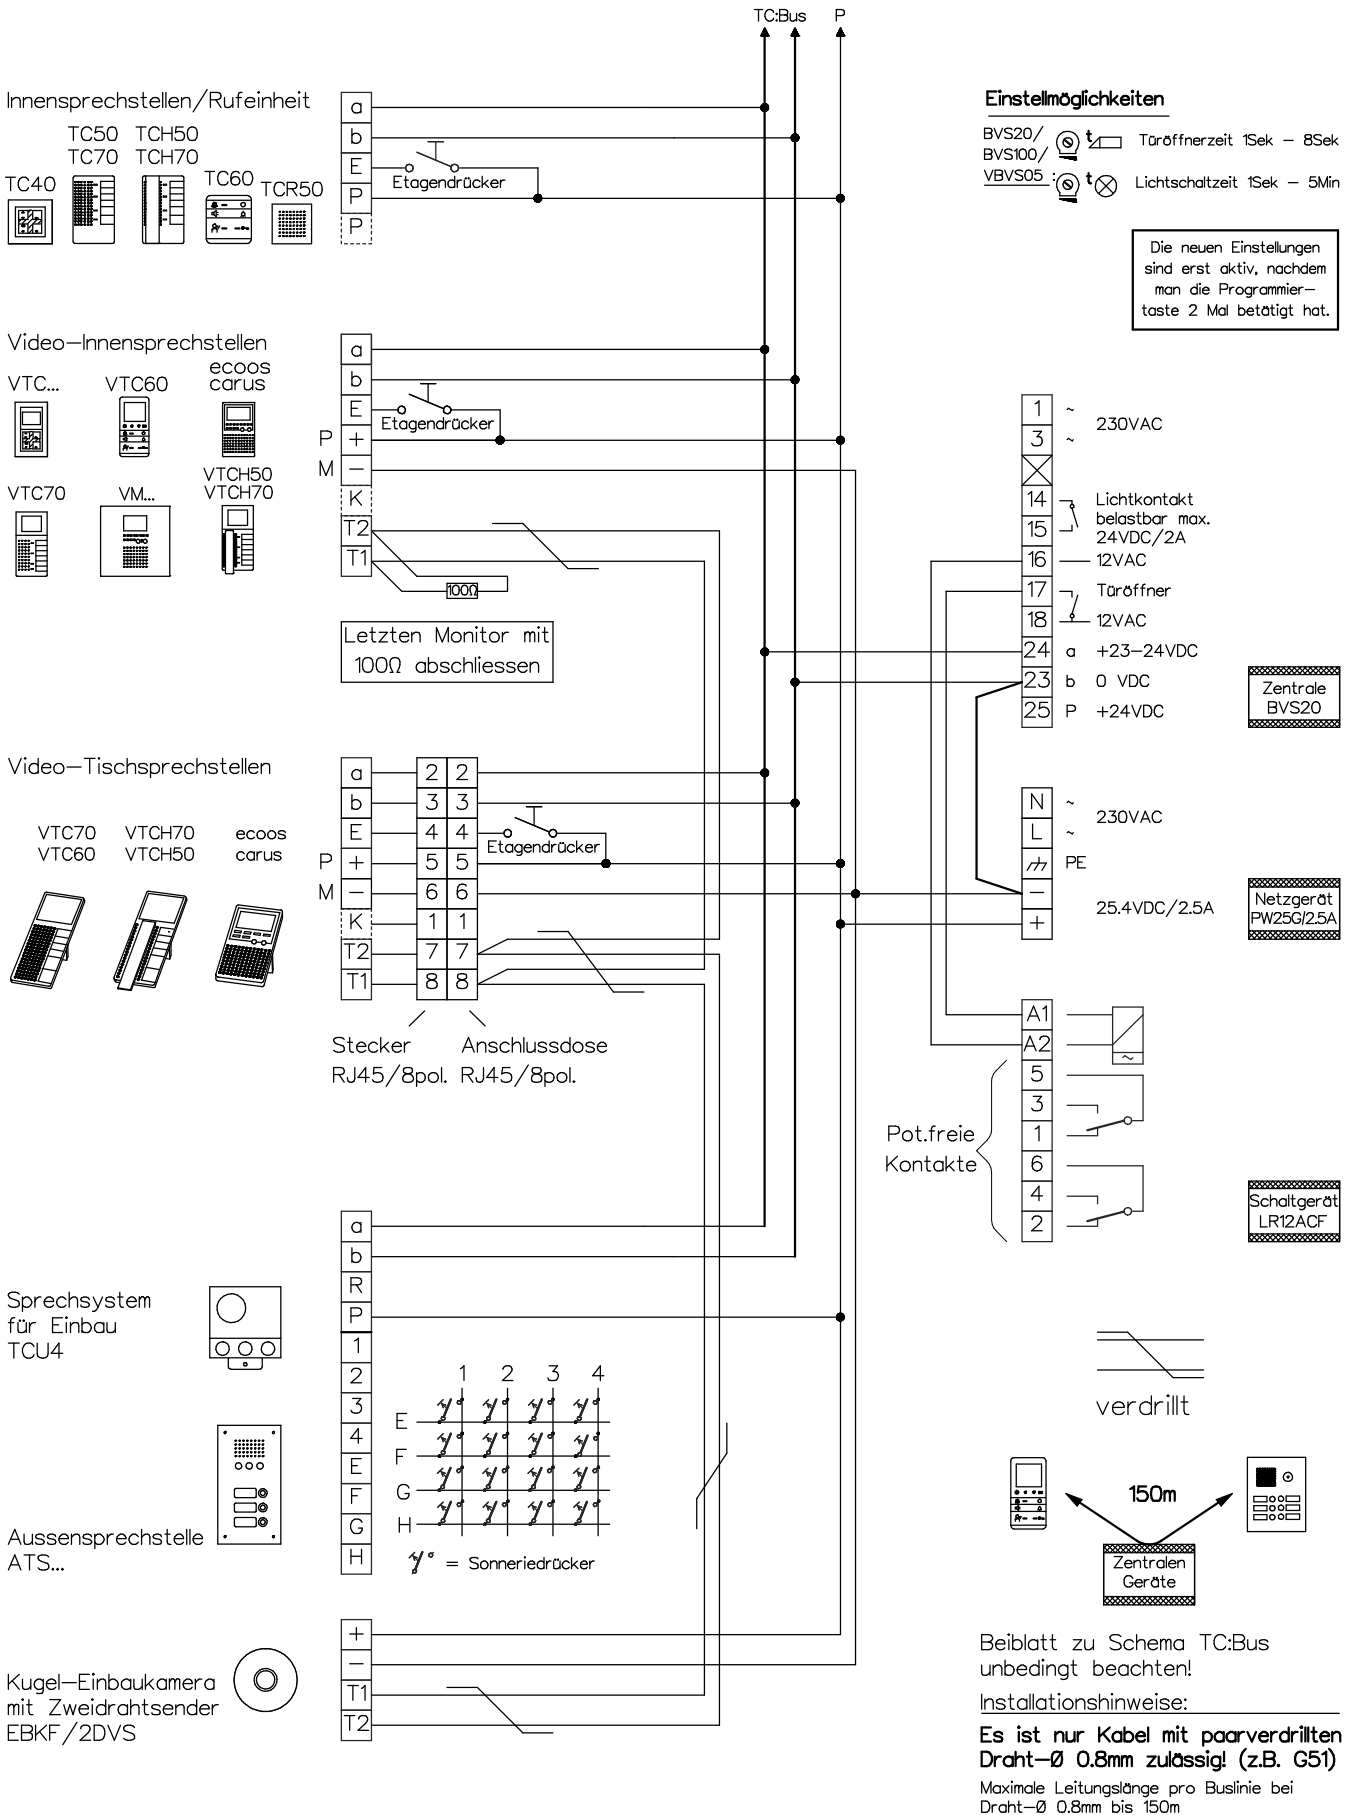 TC:Bus P
Innensprechstellen/Rufeinheit
TC50 TCH50
TC70 TCH70
TC40
TC60
TCR50
a
b
E
P
P
Etagendrücker
Einstellmöglichkeiten
BVS20/
BVS100/
VBVS05 :
t Türöffnerzeit 1Sek – 8Sek
t Lichtschaltzeit 1Sek – 5Min
Die neuen Einstellungen
sind erst aktiv, nachdem
man die Programmier–
taste 2 Mal betätigt hat.
Video–Innensprechstellen
VTC...
VTC60
ecoos
carus
VTC70
VM...
VTCH50
VTCH70
a
b
E
P +
M –
K
T2
T1
Etagendrücker
100Ω
Letzten Monitor mit
100Ω abschliessen
1 ~
230VAC
3 ~
14 Lichtkontakt
belastbar max.
15 24VDC/2A
16 12VAC
17 Türöffner
18 12VAC
24 a +23–24VDC
23 b 0 VDC
25 P +24VDC
Zentrale
BVS20
Video–Tischsprechstellen
VTC70 VTCH70 ecoos
VTC60 VTCH50 carus
a 2 2
b 3 3
E 4 4
P + 5 5
M – 6 6
K 1 1
T2 7 7
T1 8 8
Etagendrücker
Stecker Anschlussdose
RJ45/8pol. RJ45/8pol.
N ~
230VAC
L ~
PE
–
25.4VDC/2.5A
+
Netzgerät
PW25G/2.5A
A1
A2
~
5
3
1
6
4
2
Pot.freie
Kontakte
Schaltgerät
LR12ACF
Sprechsystem
für Einbau
TCU4
Aussensprechstelle
ATS...
a
b
R
P
1
2
3
4
E
F
G
H
1 2 3 4
E
F
G
H
= Sonneriedrücker
verdrillt
150m
Zentralen
Geräte
Kugel–Einbaukamera
mit Zweidrahtsender
EBKF/2DVS
+
–
T1
T2
Beiblatt zu Schema TC:Bus
unbedingt beachten!
Installationshinweise:
Es ist nur Kabel mit paarverdrillten
Draht–Ø 0.8mm zulässig! (z.B. G51)
Maximale Leitungslänge pro Buslinie bei
Draht–Ø 0.8mm bis 150m